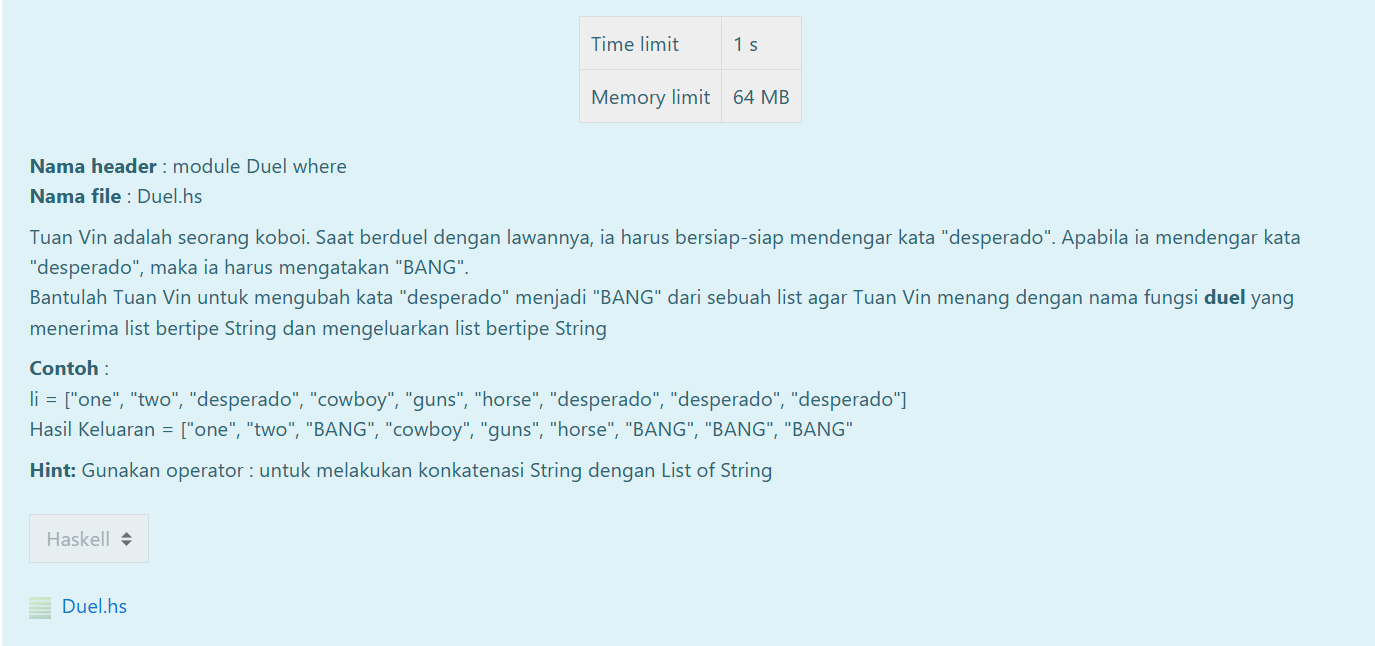 Time limit 1 s
Memory limit 64 MB
Nama header : module Duel where
Nama file : Duel.hs
Tuan Vin adalah seorang koboi. Saat berduel dengan lawannya, ia harus bersiap-siap mendengar kata "desperado". Apabila ia mendengar kata
"desperado", maka ia harus mengatakan "BANG".
Bantulah Tuan Vin untuk mengubah kata "desperado" menjadi "BANG" dari sebuah list agar Tuan Vin menang dengan nama fungsi duel yang
menerima list bertipe String dan mengeluarkan list bertipe String
Contoh :
li = ["one", "two", "desperado", "cowboy", "guns", "horse", "desperado", "desperado", "desperado"]
Hasil Keluaran = ["one", "two", "BANG", "cowboy", "guns", "horse", "BANG", "BANG", "BANG"
Hint: Gunakan operator : untuk melakukan konkatenasi String dengan List of String
Haskell
Duel.hs